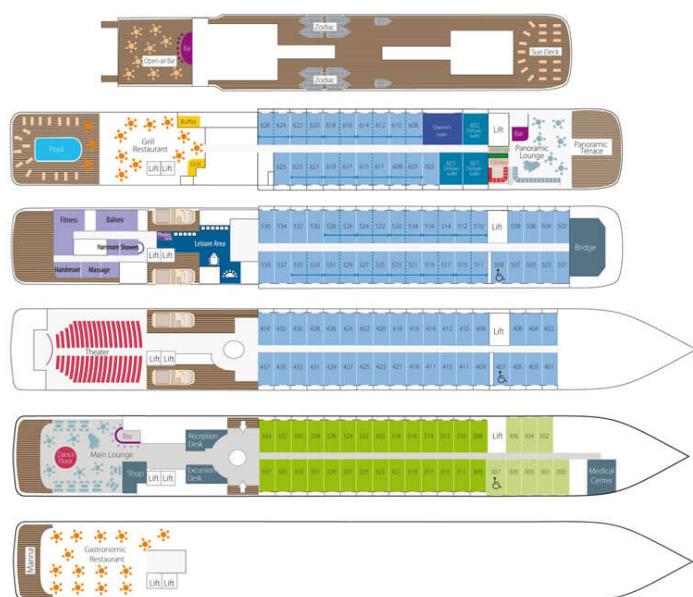 Zodiac
Open-air Bar
Bar
Sun Deck
Zodiac
626 624 622 620 618 616 614 612 610 608
Owner's suite
602 Deluxe suite
Lift
Bar
Buffet
Grill Restaurant
Pool
Lift Lift
Grill
Panoramic Lounge
Panoramic Terrace
625 623 621 619 617 615 611 609 607 605
603 Deluxe suite
601 Deluxe suite
Fitness
Balneo
Hammam
Showers
Lift Lift
Leisure Area
Hairdresser
Massage
536 534 532 530 528 526 524 522 520 518 516 514 512 510
Lift
508 506 504 502
Bridge
539 537 535 533 531 529 527 525 523 521 519 517 515 511
509 507 505 503 501
Theater
Lift Lift
434 432 430 428 426 424 422 420 418 416 414 412 410 408
Lift
406 404 402
437 435 433 431 429 427 425 423 421 419 417 415 411 409
407 405 403 401
Bar
Reception Desk
Dance Floor
Main Lounge
Shop
Lift Lift
Excursion Desk
334 332 330 328 326 324 322 320 318 316 314 312 310 308
Lift
306 304 302
337 335 333 331 329 327 325 323 321 319 317 315 311 309
307 305 303 301 300
Medical Center
Marina
Gastronomic Restaurant
Lift Lift